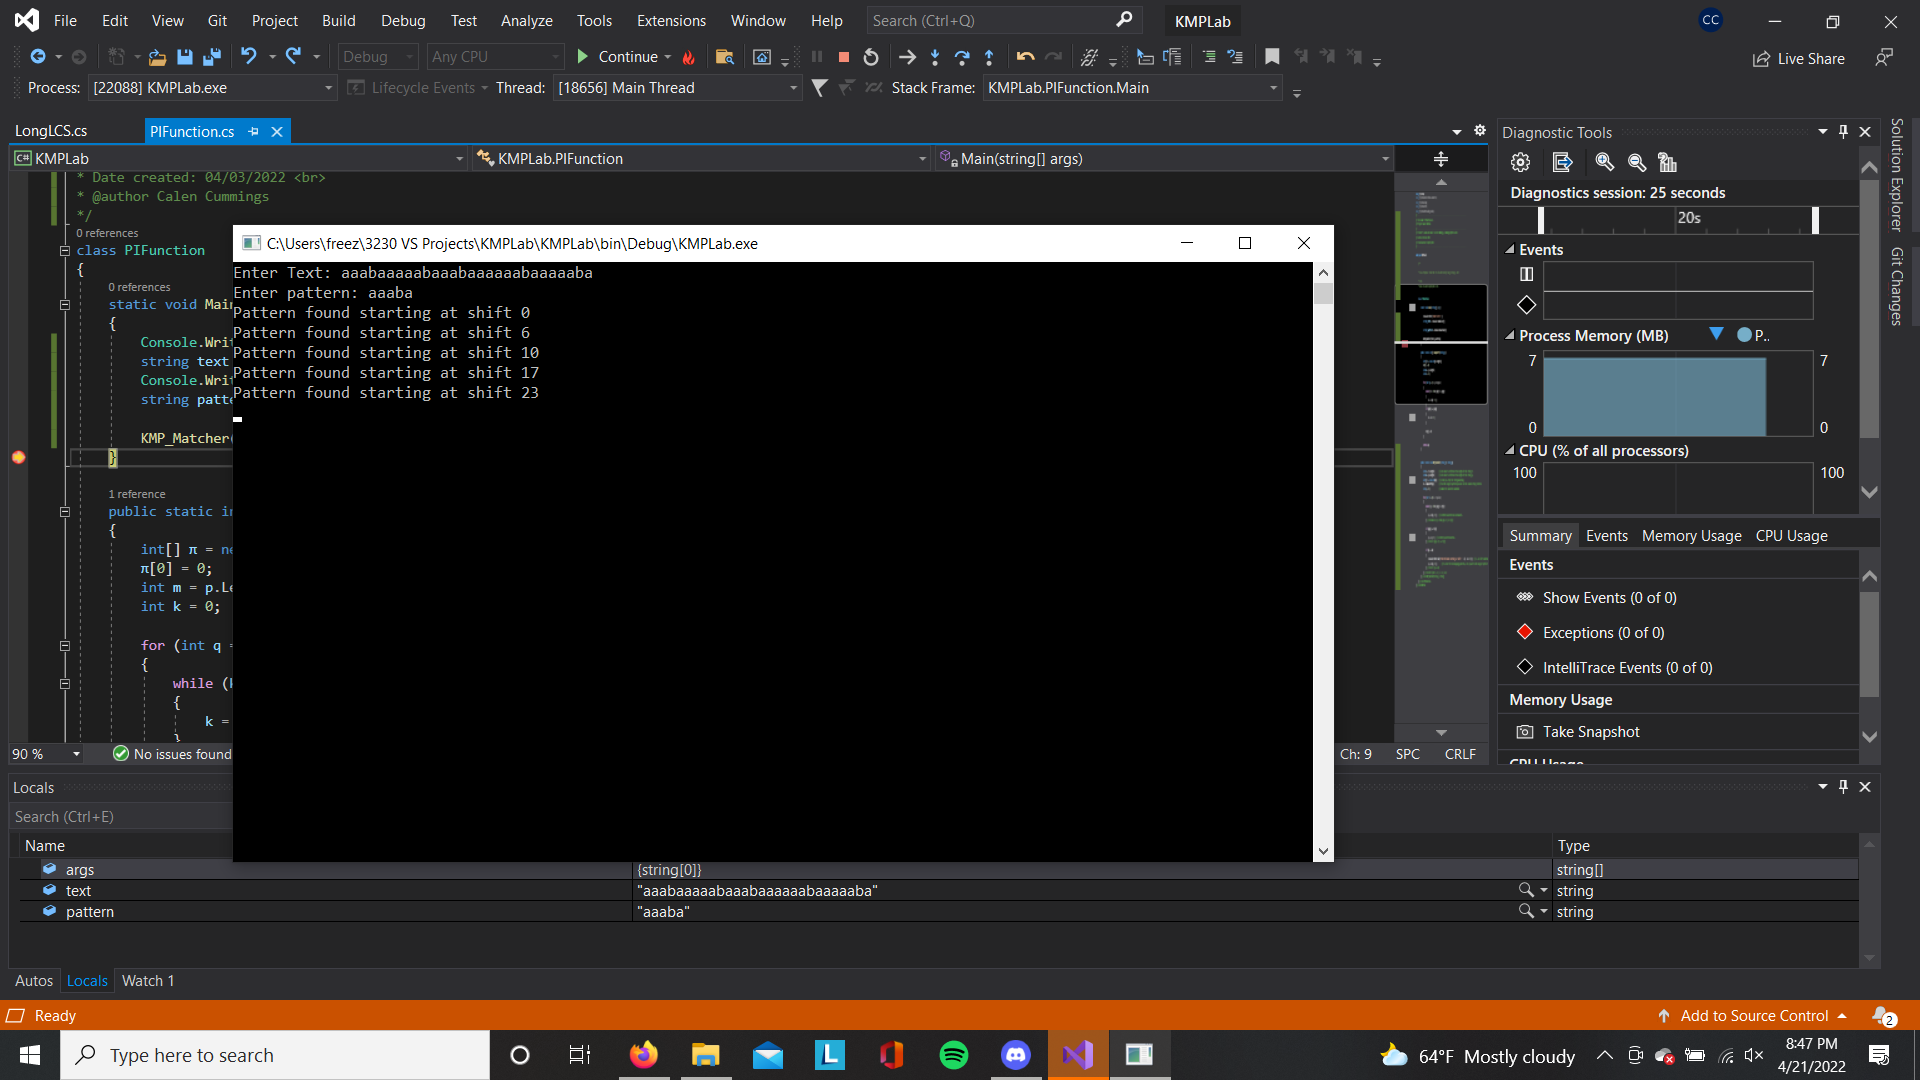 File Edit View Git Project Build Debug Test Analyze Tools Extensions Window Help Search (Ctrl+Q) KMPLab CC
Debug Any CPU Continue Live Share
Process: [22088] KMPLab.exe Lifecycle Events Thread: [18656] Main Thread Stack Frame: KMPLab.PIFunction.Main
LongLCS.cs PIFunction.cs
C# KMPLab KMPLab.PIFunction Main(string[] args)
* Date created: 04/03/2022 <br>
* @author Calen Cummings
*/
0 references
class PIFunction
{
0 references
static void Main
{
Console.Writ
string text
Console.Writ
string patte
KMP_Matcher(
}
1 reference
public static in
{
int[] π = ne
π[0] = 0;
int m = p.Le
int k = 0;
for (int q =
{
while (k
{
k =
}
90 % No issues found Ch: 9 SPC CRLF
C:\Users\freez\3230 VS Projects\KMPLab\KMPLab\bin\Debug\KMPLab.exe
Enter Text: aaabaaaaabaaabaaaaaabaaaaaba
Enter pattern: aaaba
Pattern found starting at shift 0
Pattern found starting at shift 6
Pattern found starting at shift 10
Pattern found starting at shift 17
Pattern found starting at shift 23
Diagnostic Tools
Diagnostics session: 25 seconds
20s
Events
Process Memory (MB) P..
7 7
0 0
CPU (% of all processors)
100 100
Summary Events Memory Usage CPU Usage
Events
Show Events (0 of 0)
Exceptions (0 of 0)
IntelliTrace Events (0 of 0)
Memory Usage
Take Snapshot
CPU Usage
Solution Explorer
Git Changes
Locals
Search (Ctrl+E)
Name Type
args {string[0]} string[]
text "aaabaaaaabaaabaaaaaabaaaaaba" string
pattern "aaaba" string
Autos Locals Watch 1
Ready Add to Source Control 2
Type here to search L 64°F Mostly cloudy 8:47 PM
4/21/2022